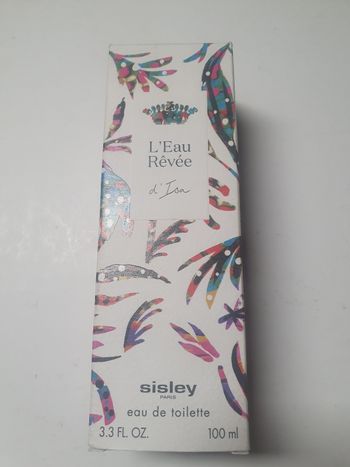 L'Eau
Rêvée
d'Isa
sisley
PARIS
eau de toilette
3.3 FL. OZ. 100 ml